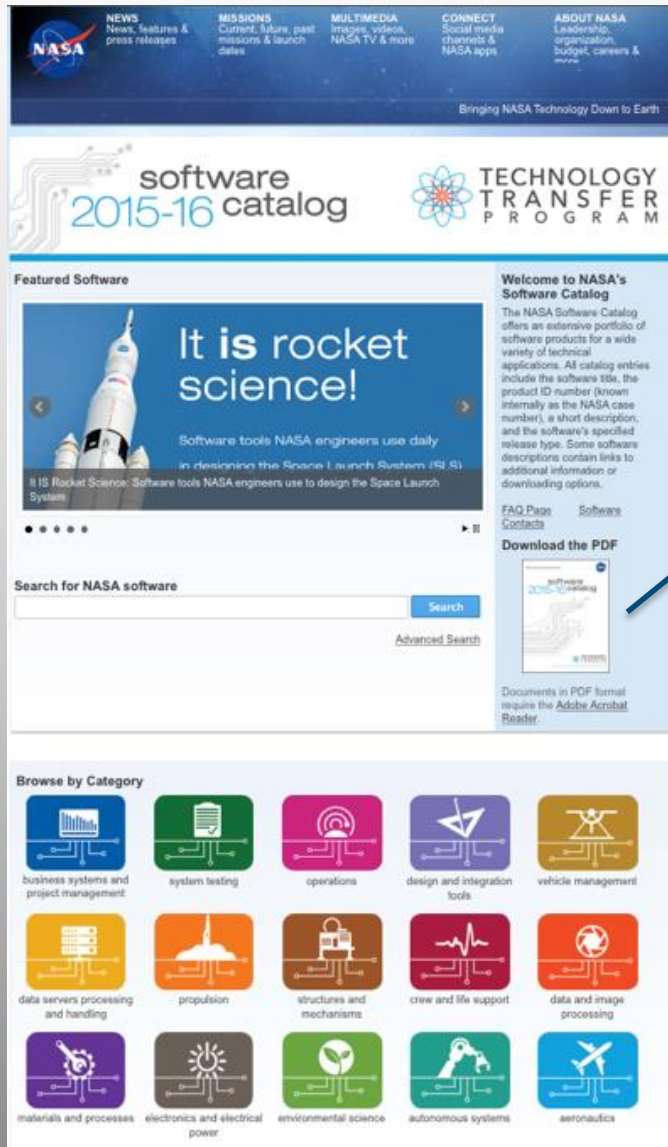 NASA
NEWS
News, features &
press releases
MISSIONS
Current, future, past
missions & launch
dates
MULTIMEDIA
Images, videos,
NASA TV & more
CONNECT
Social media
channels &
NASA apps
ABOUT NASA
Leadership,
organization,
budget, careers &
more
Bringing NASA Technology Down to Earth
software
2015-16 catalog
TECHNOLOGY
TRANSFER
PROGRAM
Featured Software
It is rocket
science!
Software tools NASA engineers use daily
in designing the Space Launch System (SLS)
It IS Rocket Science: Software tools NASA engineers use to design the Space Launch
System
Search for NASA software
Search
Advanced Search
Welcome to NASA's
Software Catalog
The NASA Software Catalog
offers an extensive portfolio of
software products for a wide
variety of technical
applications. All catalog entries
include the software title, the
product ID number (known
internally as the NASA case
number), a short description,
and the software's specified
release type. Some software
descriptions contain links to
additional information or
downloading options.
FAQ Page Software
Contacts
Download the PDF
software
2015-16 catalog
Documents in PDF format
require the Adobe Acrobat
Reader.
Browse by Category
business systems and
project management
system testing
operations
design and integration
tools
vehicle management
data servers processing
and handling
propulsion
structures and
mechanisms
crew and life support
data and image
processing
materials and processes
electronics and electrical
power
environmental science
autonomous systems
aeronautics